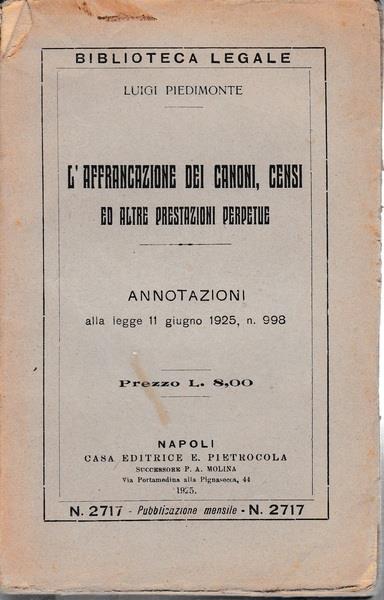 BIBLIOTECA LEGALE
LUIGI PIEDIMONTE
L'AFFRANCAZIONE DEI CANONI, CENSI
ED ALTRE PRESTAZIONI PERPETUE
ANNOTAZIONI
alla legge 11 giugno 1925, n. 998
Prezzo L. 8,00
NAPOLI
CASA EDITRICE E. PIETROCOLA
SUCCESSORE P. A. MOLINA
Via Portamedina alla Pignasecca, 44
1925.
N. 2717 - Pubblicazione mensile - N. 2717